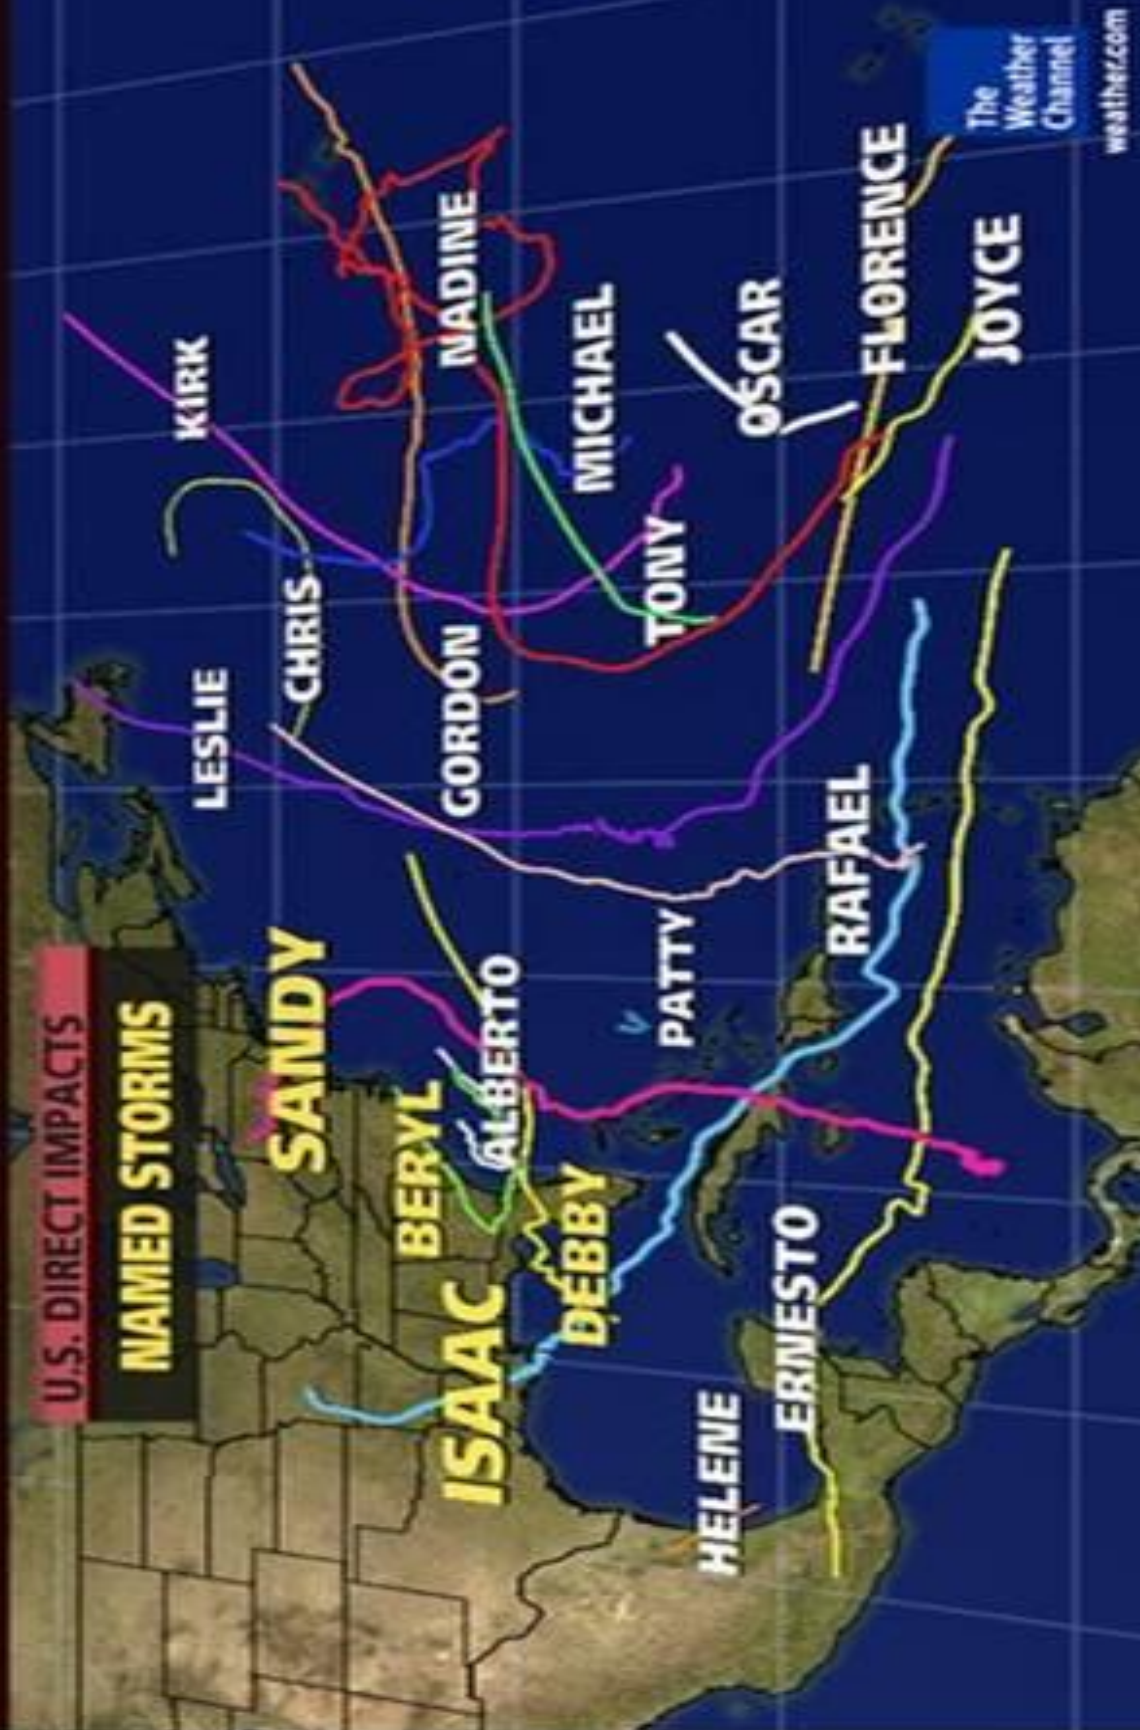 U.S. DIRECT IMPACTS
NAMED STORMS
KIRK
LESLIE
CHRIS
SANDY
NADINE
GORDON
BERYL
ALBERTO
ISAAC
MICHAEL
DEBBY
TONY
PATTY
OSCAR
HELENE
ERNESTO
RAFAEL
FLORENCE
JOYCE
The
Weather
Channel
weather.com